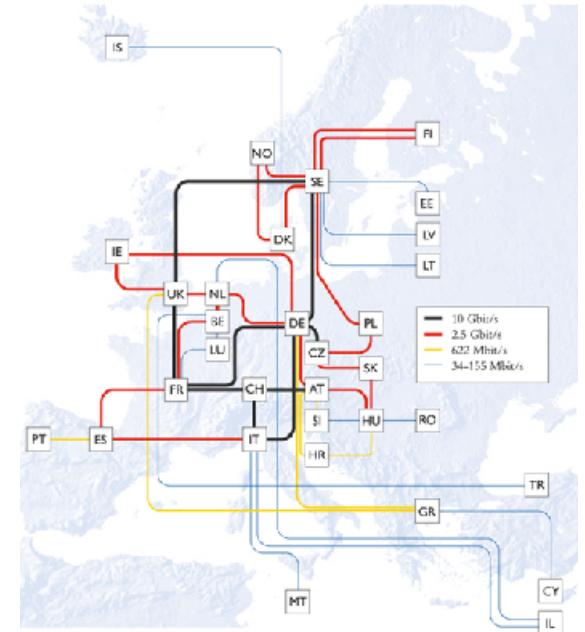 IS
NO
FI
SE
EE
DK
LV
IE
LT
UK
NL
BE
DE
PL
LU
CZ
SK
FR
CH
AT
SI
HU
RO
PT
ES
IT
HR
TR
GR
MT
CY
IL
10 Gbit/s
2.5 Gbit/s
622 Mbit/s
34-155 Mbit/s